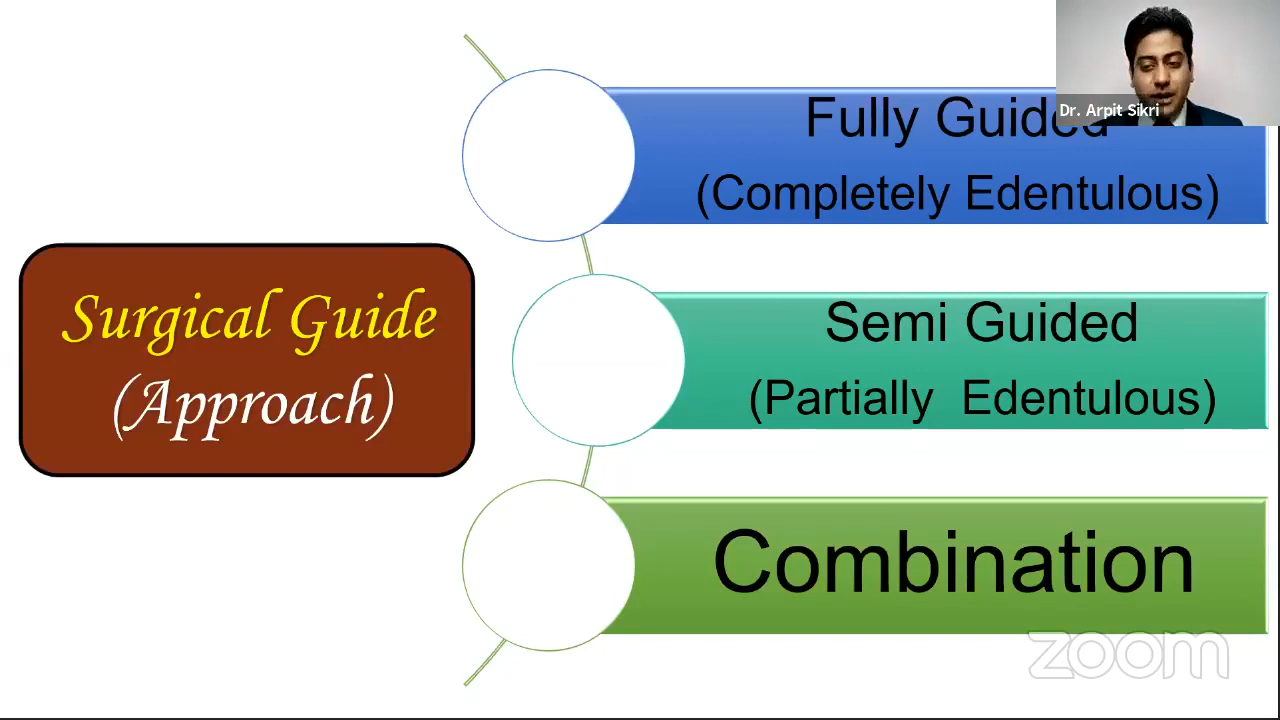 Dr. Arpit Sikri
Surgical Guide
(Approach)
Fully Guided
(Completely Edentulous)
Semi Guided
(Partially Edentulous)
Combination
zoom